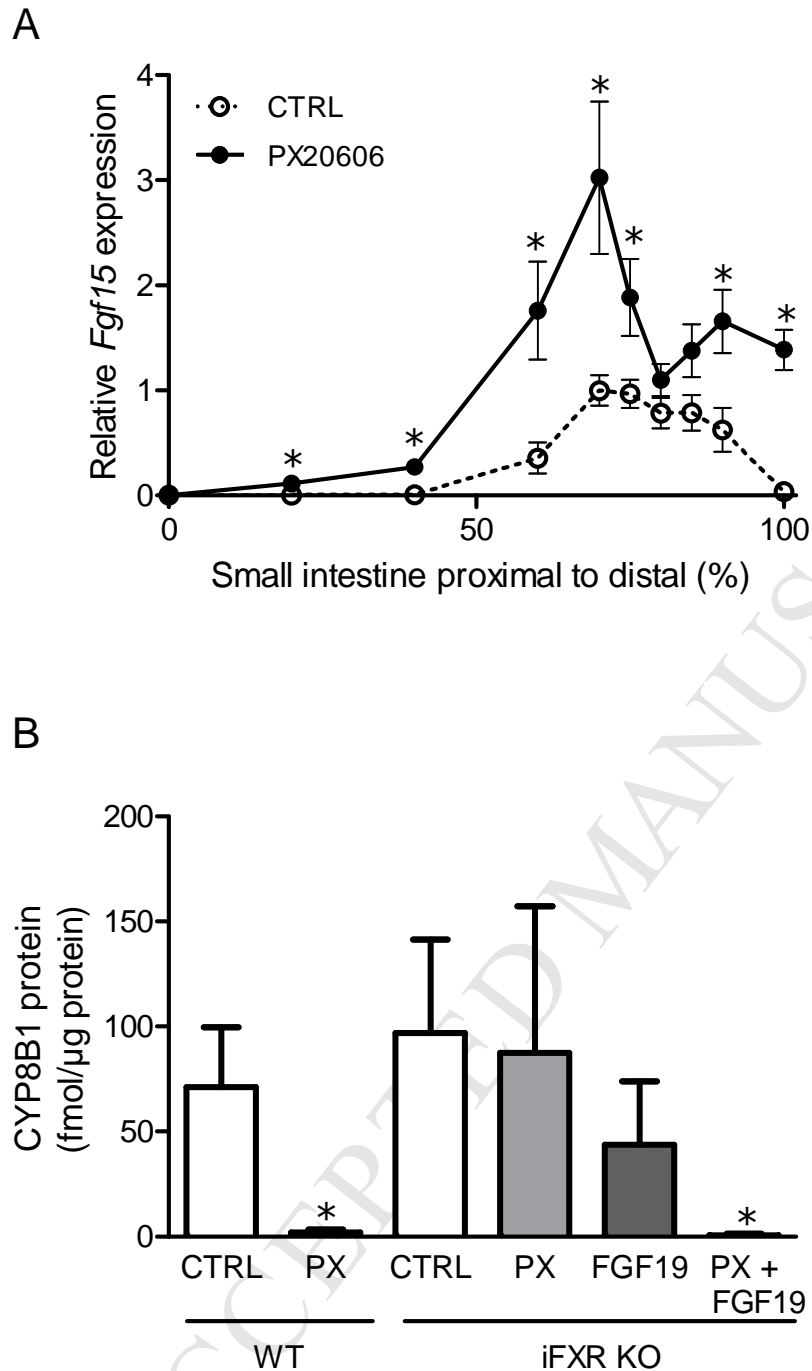 A
4
3
2
1
0
CTRL
PX20606
* * * * * * *
Relative Fgf15 expression
0 50 100
Small intestine proximal to distal (%)
B
200
150
100
50
0
CYP8B1 protein
(fmol/µg protein)
* *
CTRL PX CTRL PX FGF19 PX +
FGF19
WT iFXR KO
CCEPTED MANUS